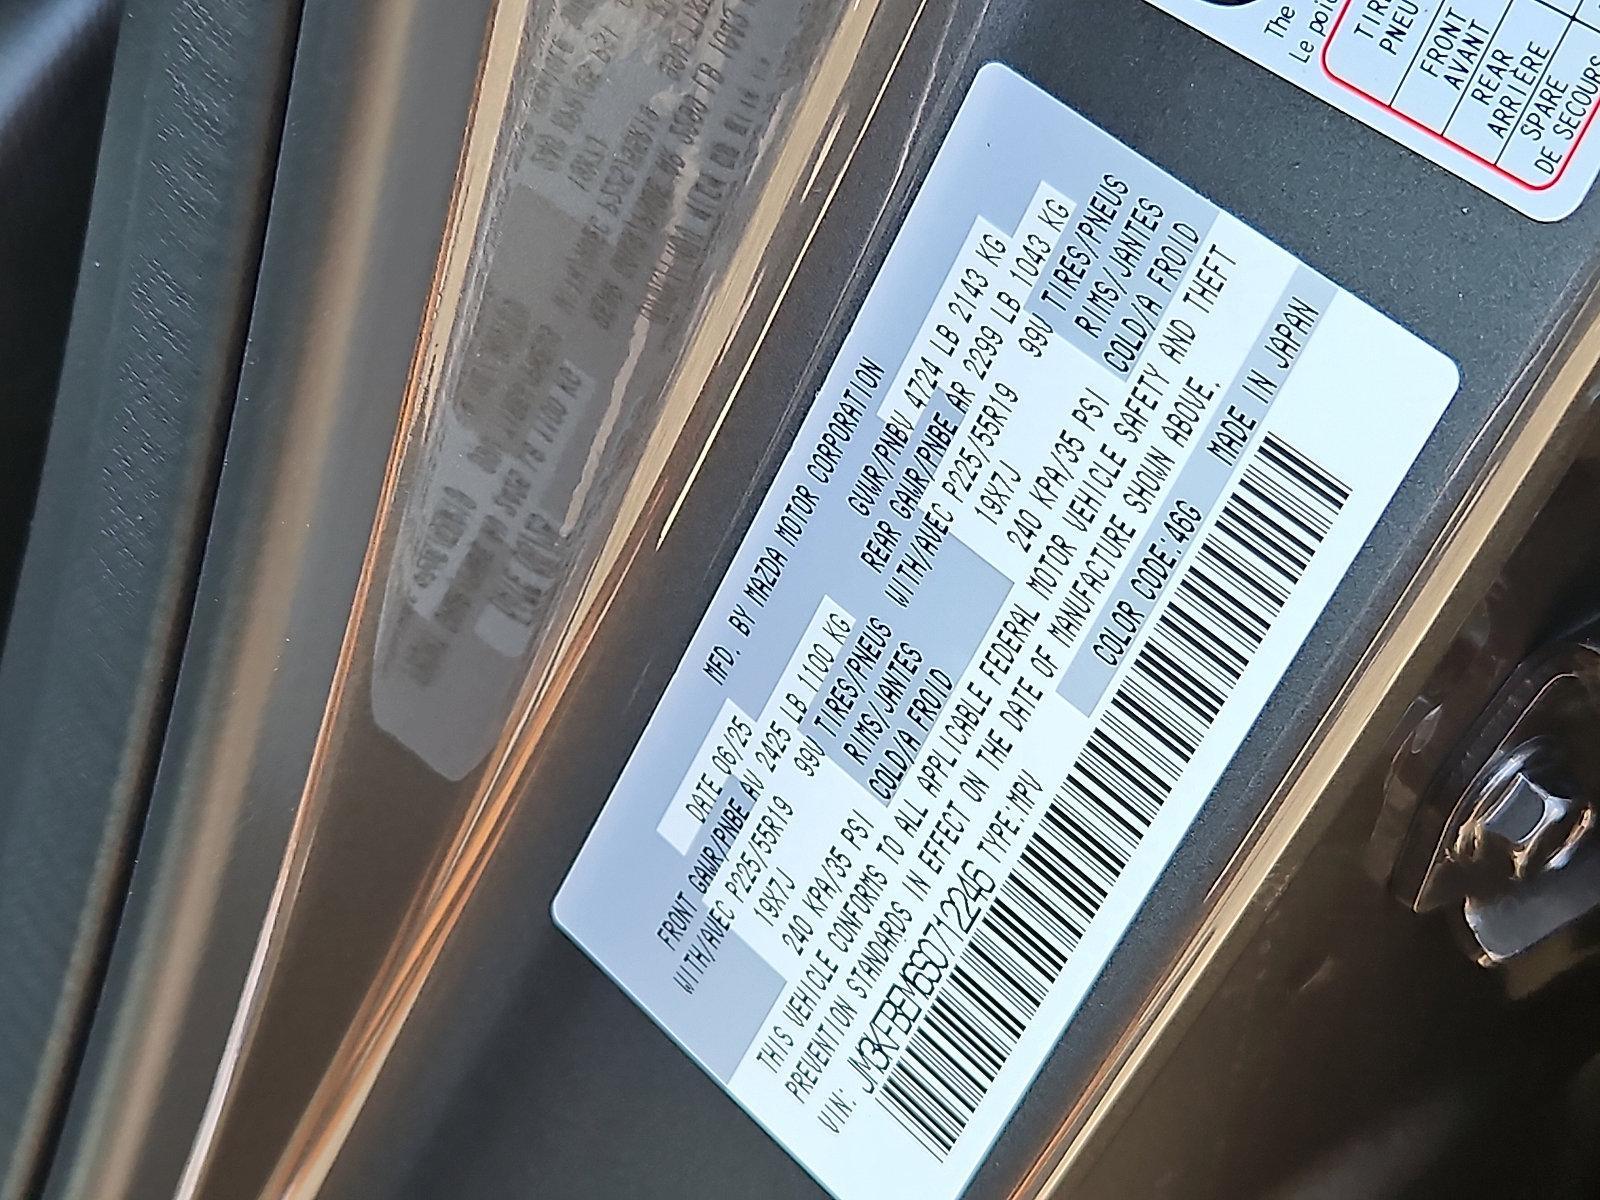 MFD. BY MAZDA MOTOR CORPORATION
DATE 06/25 GVWR/PNBV 4724 LB 2143 KG
FRONT GAWR/PNBE AV 2425 LB 1100 KG REAR GAWR/PNBE AR 2299 LB 1043 KG
WITH/AVEC P225/55R19 99V TIRES/PNEUS WITH/AVEC P225/55R19 99V TIRES/PNEUS
19X7J RIMS/JANTES 19X7J RIMS/JANTES
240 KPA/35 PSI COLD/A FROID 240 KPA/35 PSI COLD/A FROID
THIS VEHICLE CONFORMS TO ALL APPLICABLE FEDERAL MOTOR VEHICLE SAFETY AND THEFT
PREVENTION STANDARDS IN EFFECT ON THE DATE OF MANUFACTURE SHOWN ABOVE.
VIN: JM3KFBEM6S0712246 TYPE:MPV COLOR CODE:46G MADE IN JAPAN
The
Le poid
TIRE
PNEU
FRONT
AVANT
REAR
ARRIÈRE
SPARE
DE SECOURS